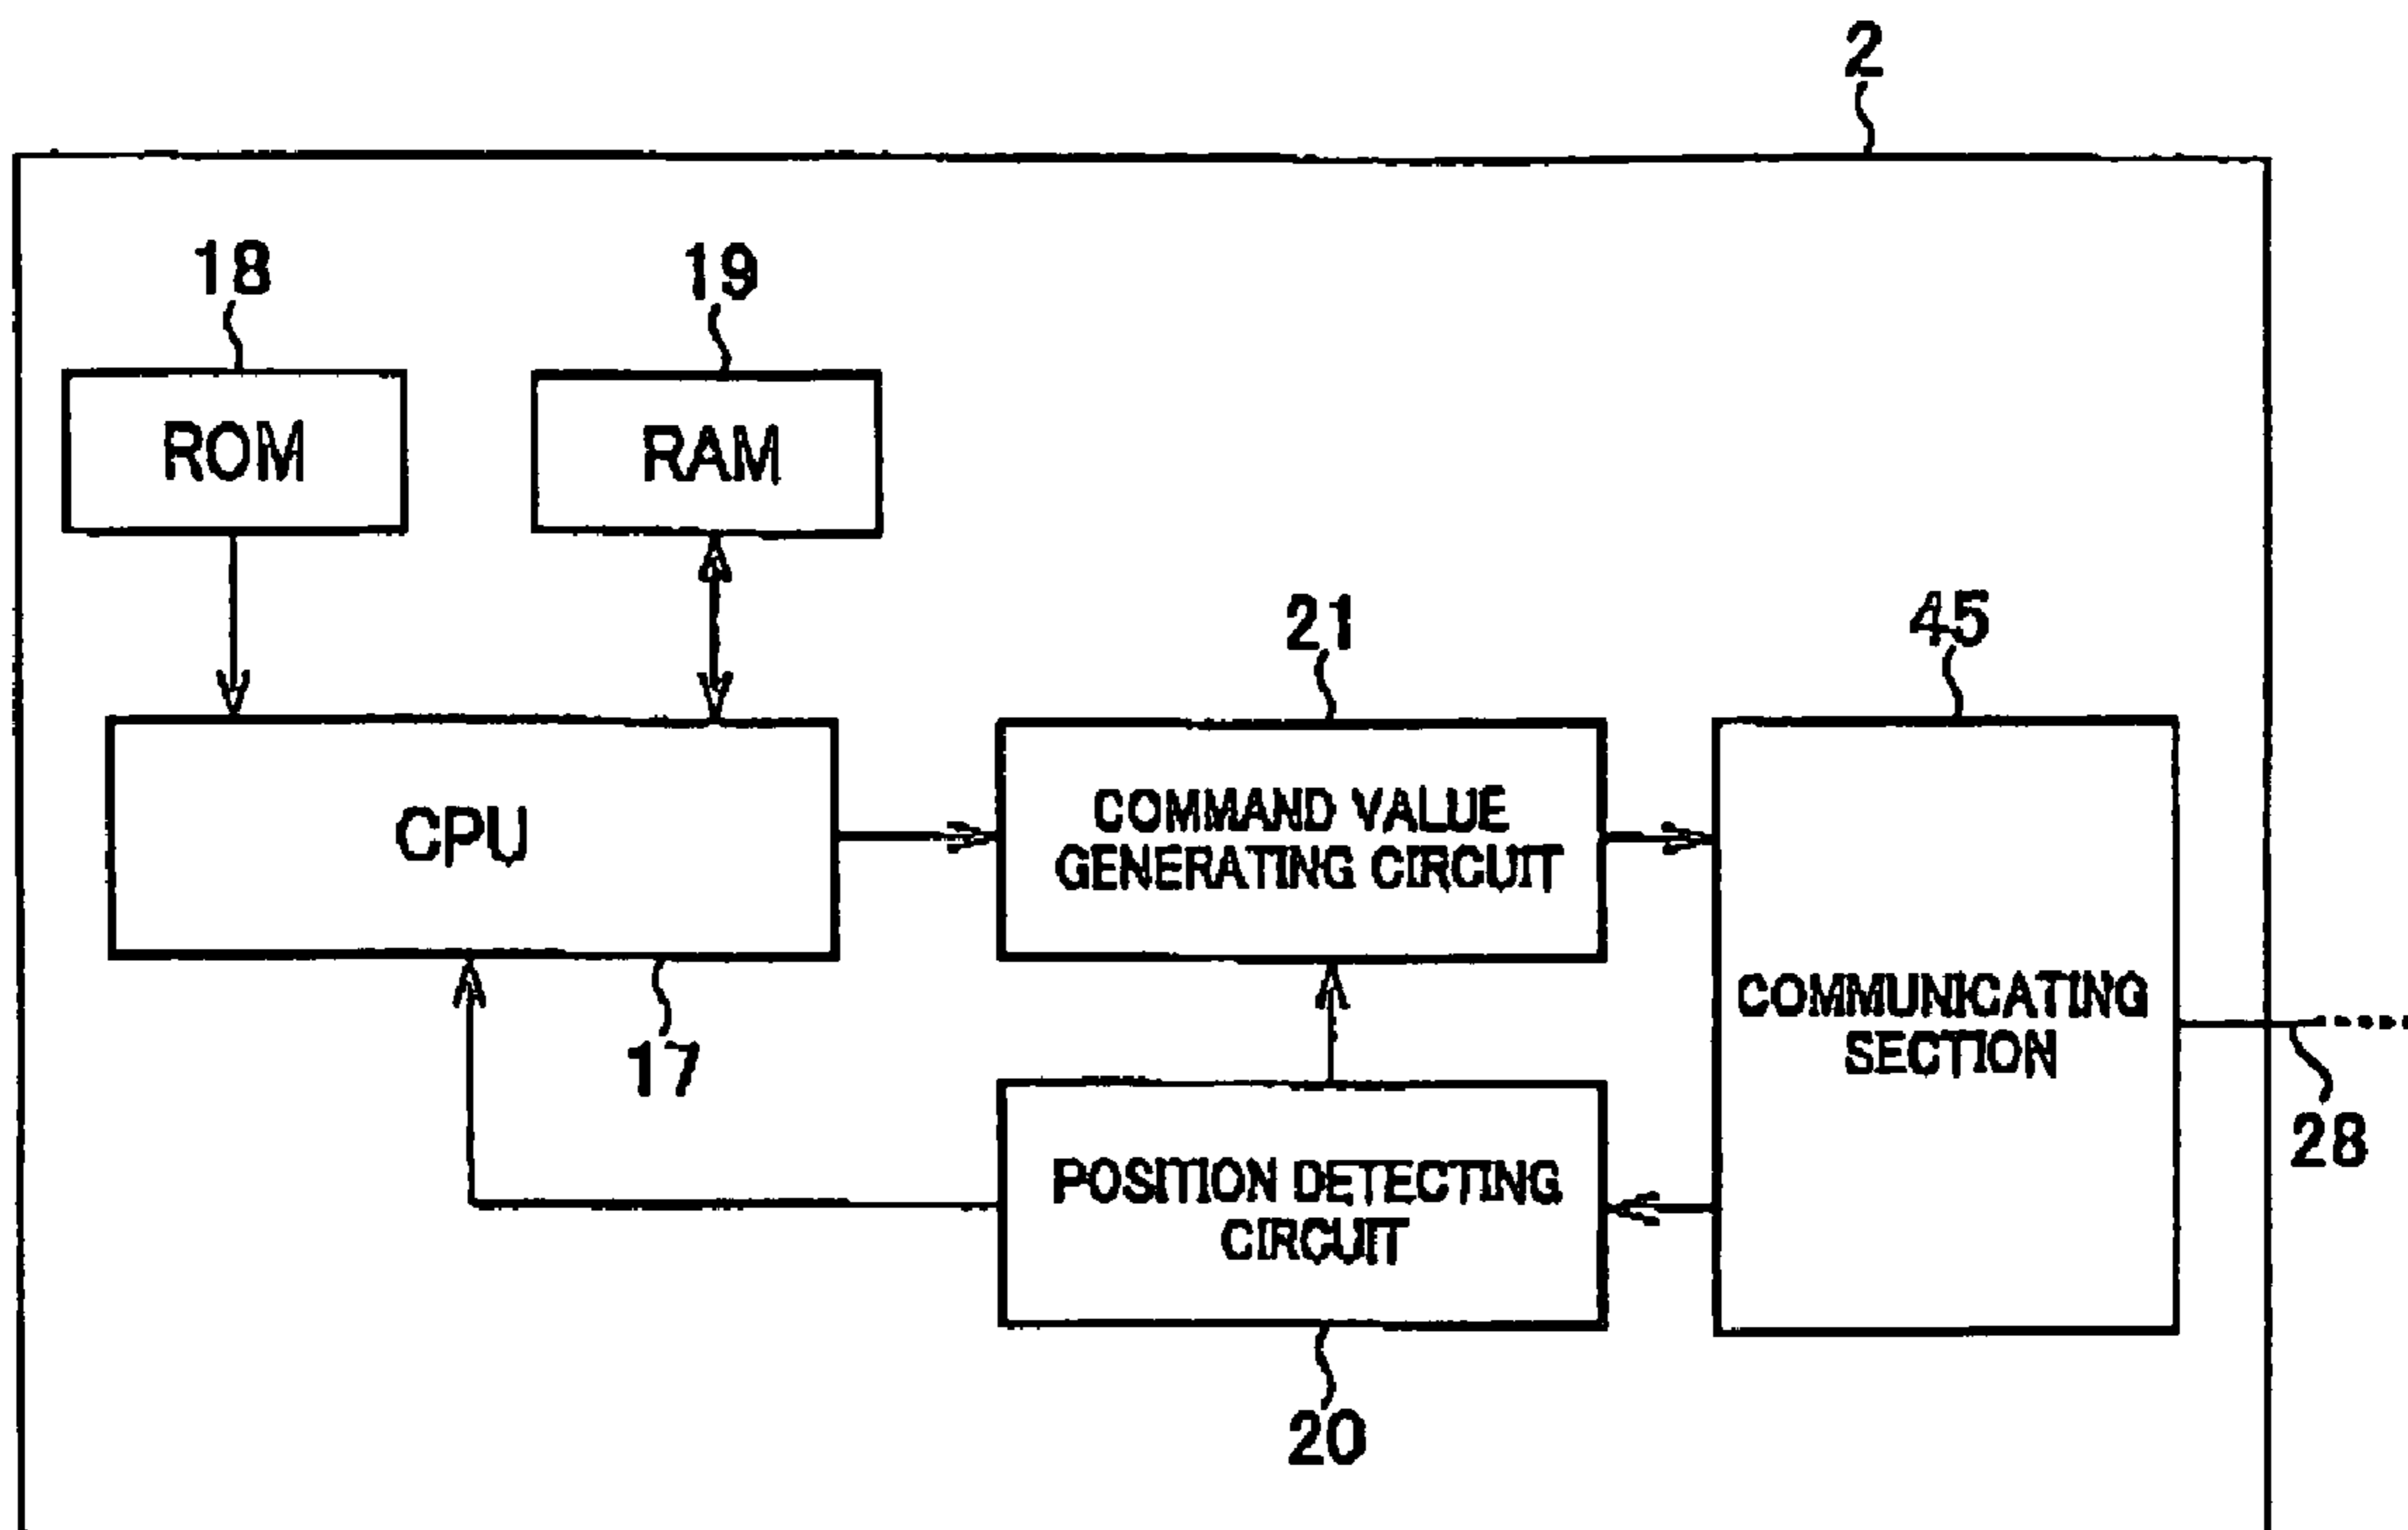 2
18
19
ROM
RAM
21
45
CPU
COMMAND VALUE
GENERATING CIRCUIT
COMMUNICATING
SECTION
17
28
POSITION DETECTING
CIRCUIT
20